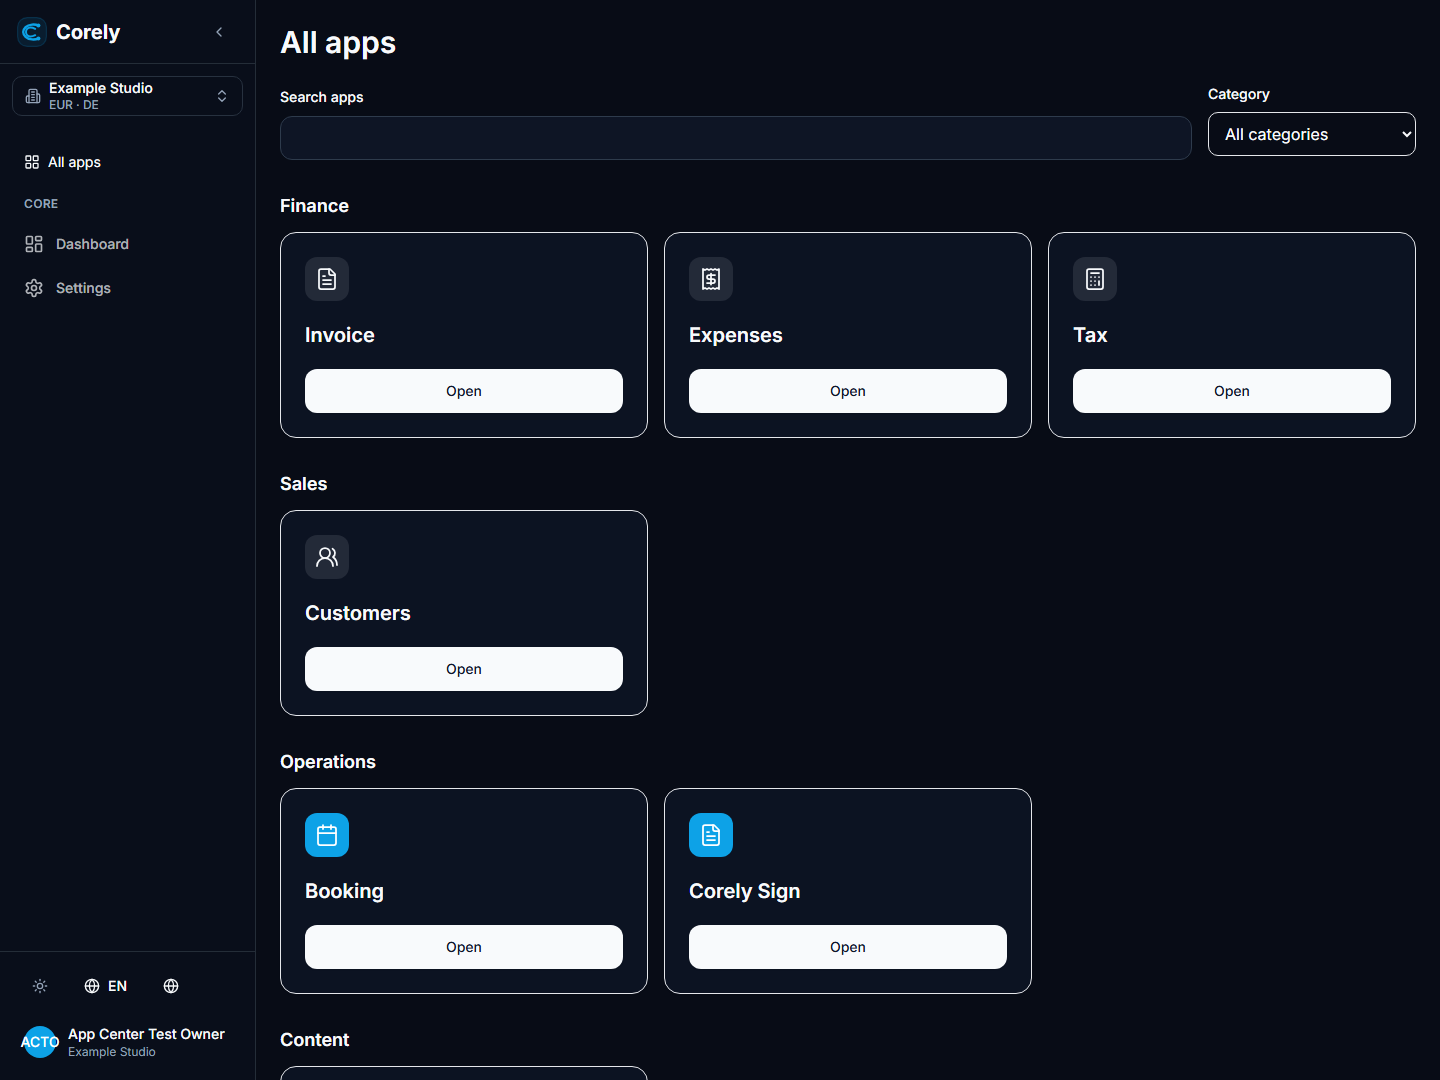 Corely
Example Studio
EUR · DE
All apps
CORE
Dashboard
Settings
EN
ACTO
App Center Test Owner
Example Studio
All apps
Search apps
Category
All categories
Finance
Invoice
Open
Expenses
Open
Tax
Open
Sales
Customers
Open
Operations
Booking
Open
Corely Sign
Open
Content